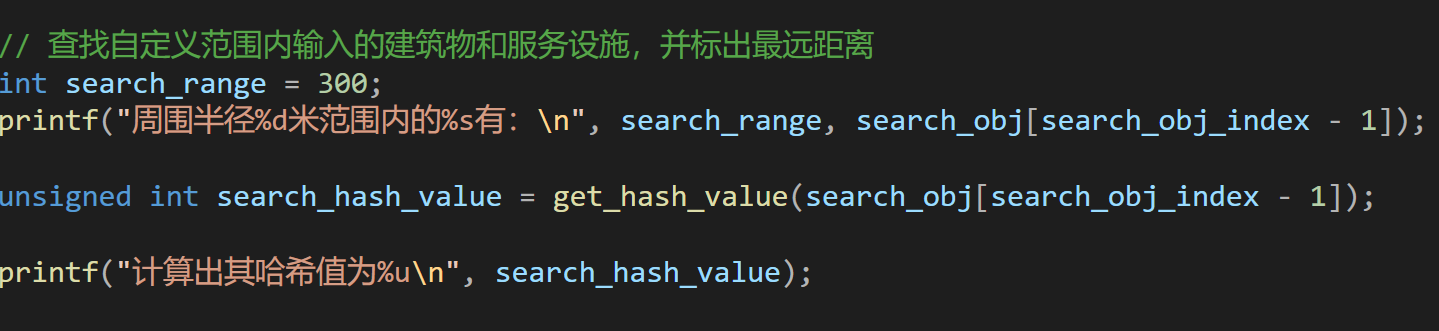 // 查找自定义范围内输入的建筑物和服务设施，并标出最远距离
int search_range = 300;
printf("周围半径%d米范围内的%s有：\n", search_range, search_obj[search_obj_index - 1]);
unsigned int search_hash_value = get_hash_value(search_obj[search_obj_index - 1]);
printf("计算出其哈希值为%u\n", search_hash_value);